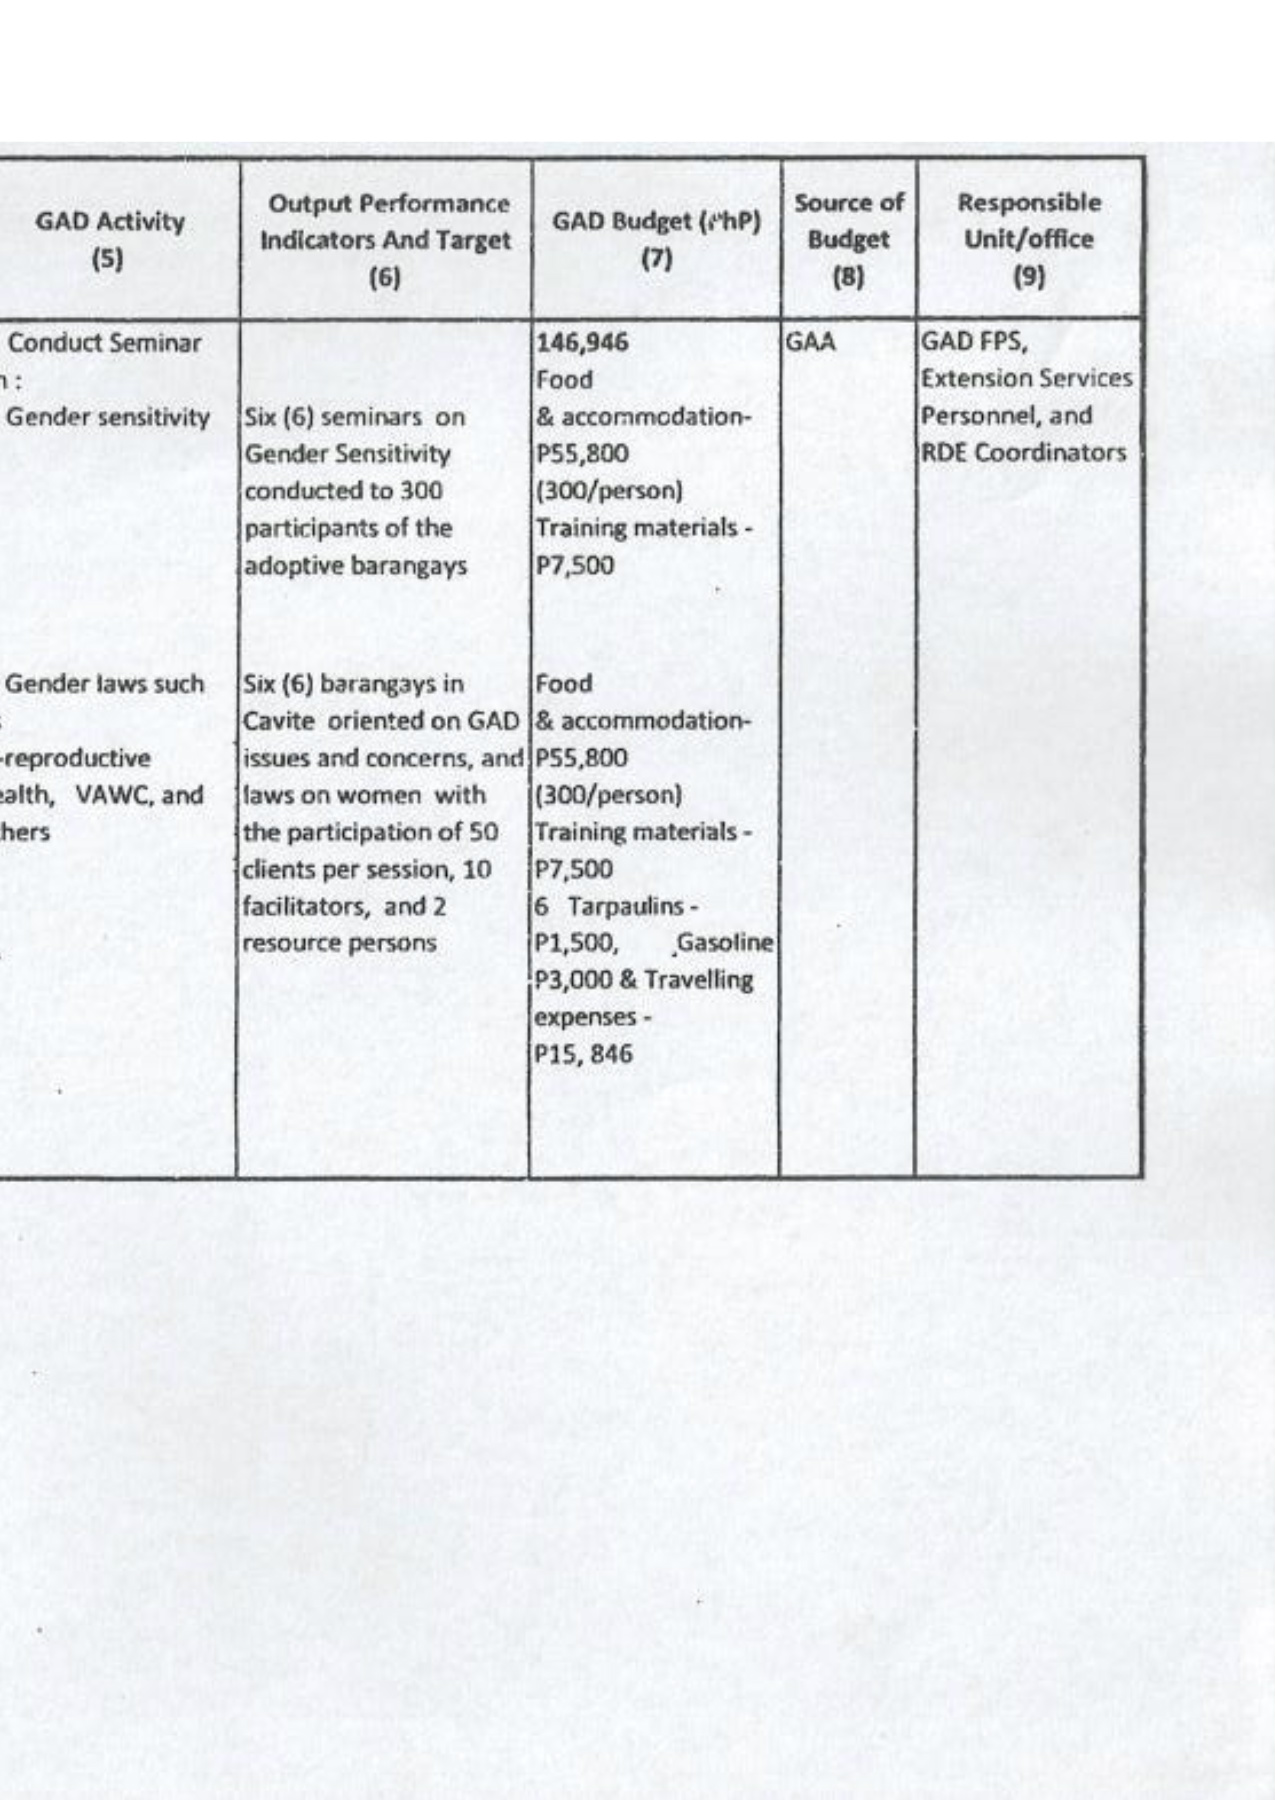 GAD Activity
(5)
Output Performance
Indicators And Target
(6)
GAD Budget (PhP)
(7)
Source of
Budget
(8)
Responsible
Unit/office
(9)
Conduct Seminar
n :
Gender sensitivity
Gender laws such
s
-reproductive
ealth, VAWC, and
hers
Six (6) seminars on
Gender Sensitivity
conducted to 300
participants of the
adoptive barangays
Six (6) barangays in
Cavite oriented on GAD
issues and concerns, and
laws on women with
the participation of 50
clients per session, 10
facilitators, and 2
resource persons
146,946
Food
& accommodation-
P55,800
(300/person)
Training materials -
P7,500
Food
& accommodation-
P55,800
(300/person)
Training materials -
P7,500
6 Tarpaulins -
P1,500, Gasoline
P3,000 & Travelling
expenses -
P15, 846
GAA
GAD FPS,
Extension Services
Personnel, and
RDE Coordinators